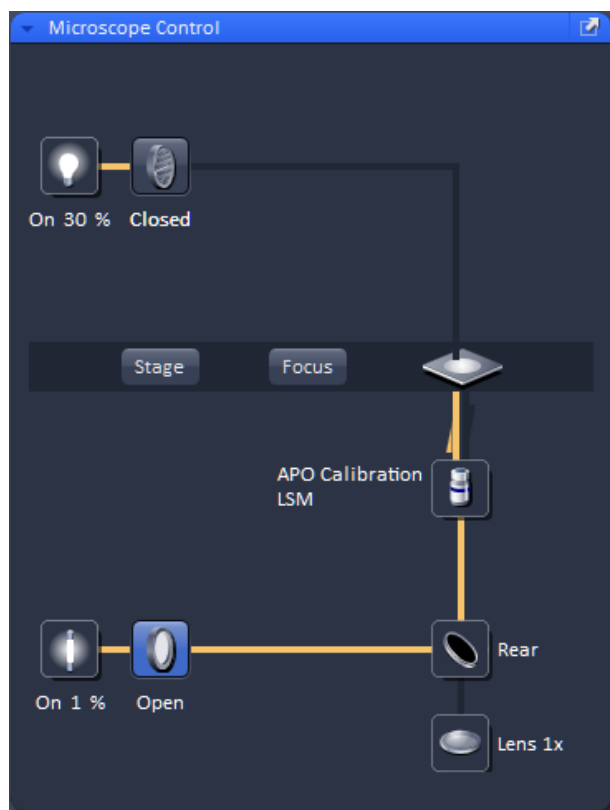 Microscope Control
On 30 %
Closed
Stage
Focus
APO Calibration
LSM
Rear
On 1 %
Open
Lens 1x